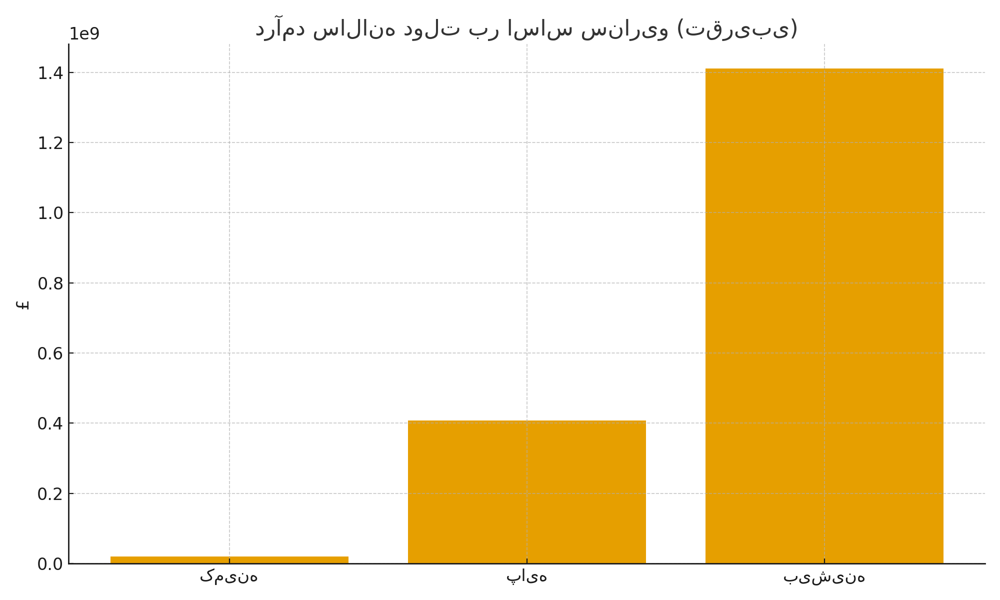 درآمد سالانه دولت بر اساس سناریو (تقریبی)
1e9
1.4
1.2
1.0
0.8
0.6
0.4
0.2
0.0
£
کمینه
پایه
بیشینه